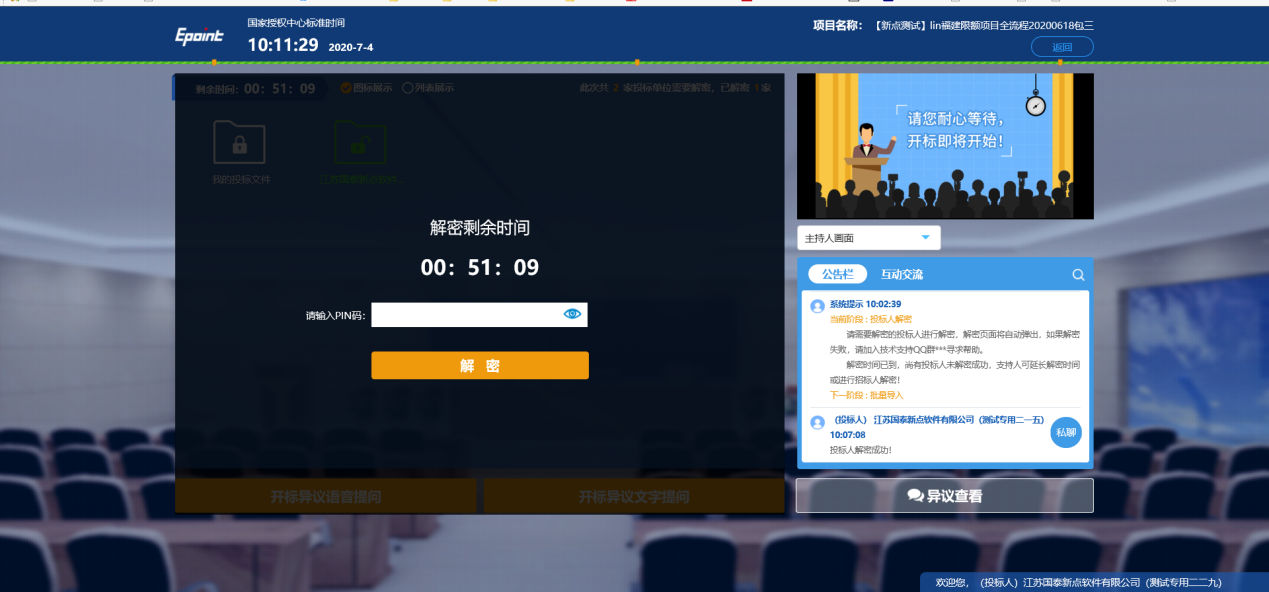 Epoint
国家授权中心标准时间
10:11:29 2020-7-4
项目名称： 【新点测试】lin福建限额项目全流程20200618包三
返回
剩余时间: 00: 51: 09 图标展示 列表展示 此次共 2 家投标单位需要解密，已解密 1 家
我的投标文件
解密剩余时间
00: 51: 09
请输入PIN码:
解 密
开标异议语音提问 开标异议文字提问
请您耐心等待，
开标即将开始!
主持人画面
公告栏 互动交流
系统提示 10:02:39
当前阶段 : 投标人解密
请需要解密的投标人进行解密，解密页面将自动弹出，如果解密
失败，请加入技术支持QQ群***寻求帮助。
解密时间已到，尚有投标人未解密成功，支持人可延长解密时间
或进行招标人解密!
下一阶段 : 批量导入
（投标人） 江苏国泰新点软件有限公司（测试专用二一五）
10:07:08
私聊
投标人解密成功!
异议查看
欢迎您，（投标人）江苏国泰新点软件有限公司（测试专用二二九）